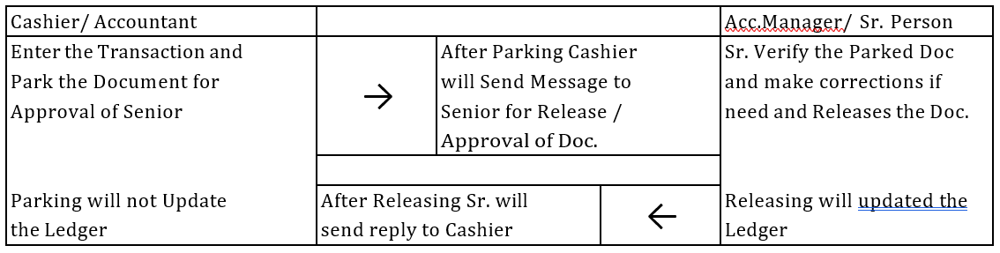 Cashier/ Accountant
Acc.Manager/ Sr. Person
Enter the Transaction and
Park the Document for
Approval of Senior
After Parking Cashier
will Send Message to
Senior for Release /
Approval of Doc.
Sr. Verify the Parked Doc
and make corrections if
need and Releases the Doc.
Parking will not Update
the Ledger
After Releasing Sr. will
send reply to Cashier
Releasing will updated the
Ledger